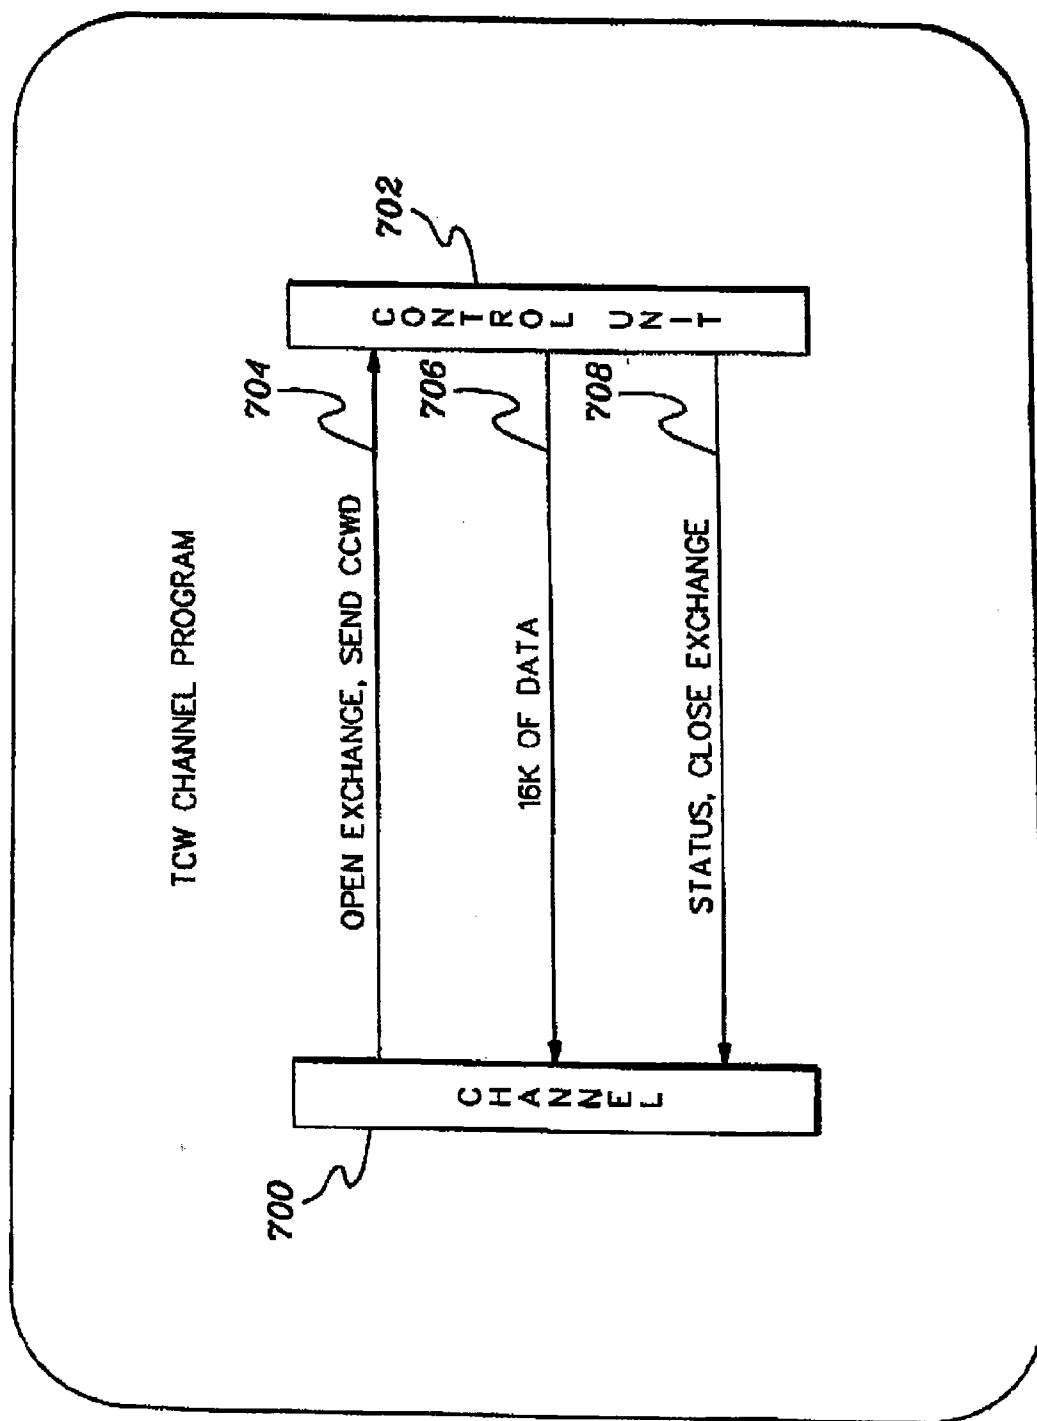 TCW CHANNEL PROGRAM
700
CHANNEL
OPEN EXCHANGE, SEND CCWD
704
16K OF DATA
706
STATUS, CLOSE EXCHANGE
708
CONTROL UNIT
702